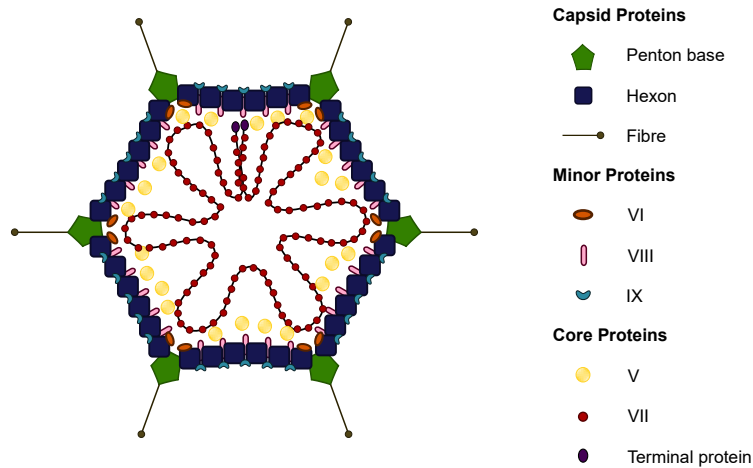 Capsid Proteins
Penton base
Hexon
Fibre
Minor Proteins
VI
VIII
IX
Core Proteins
V
VII
Terminal protein